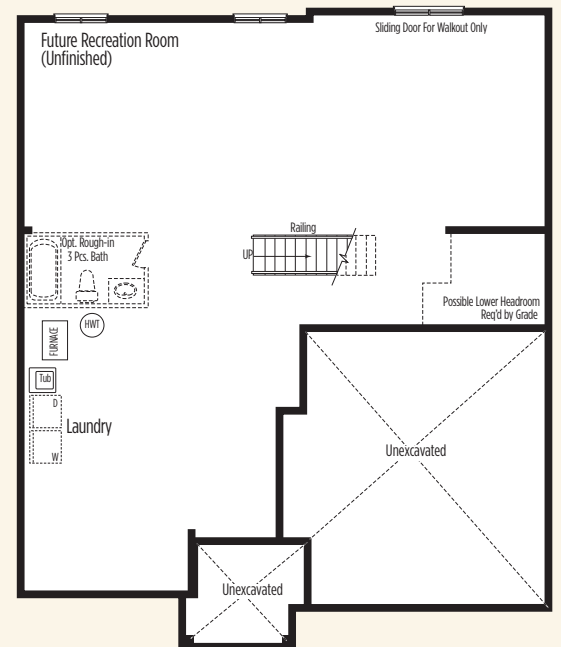 Future Recreation Room
(Unfinished)
Sliding Door For Walkout Only
Railing
UP
Opt. Rough-in
3 Pcs. Bath
Possible Lower Headroom
Req'd by Grade
HWT
FURNACE
Tub
D
Laundry
W
Unexcavated
Unexcavated